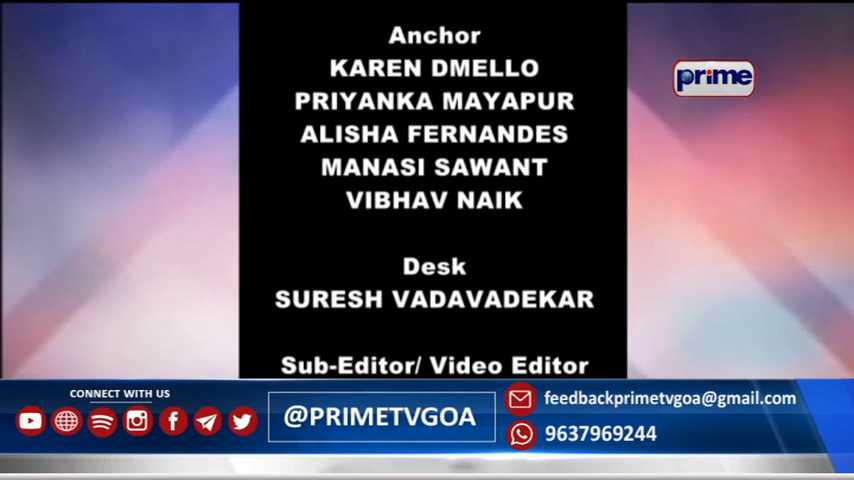 Anchor
KAREN DMELLO
PRIYANKA MAYAPUR
ALISHA FERNANDES
MANASI SAWANT
VIBHAV NAIK
prime
Desk
SURESH VADAVADEKAR
Sub-Editor/ Video Editor
CONNECT WITH US
@PRIMETVGOA
feedbackprimetvgoa@gmail.com
9637969244